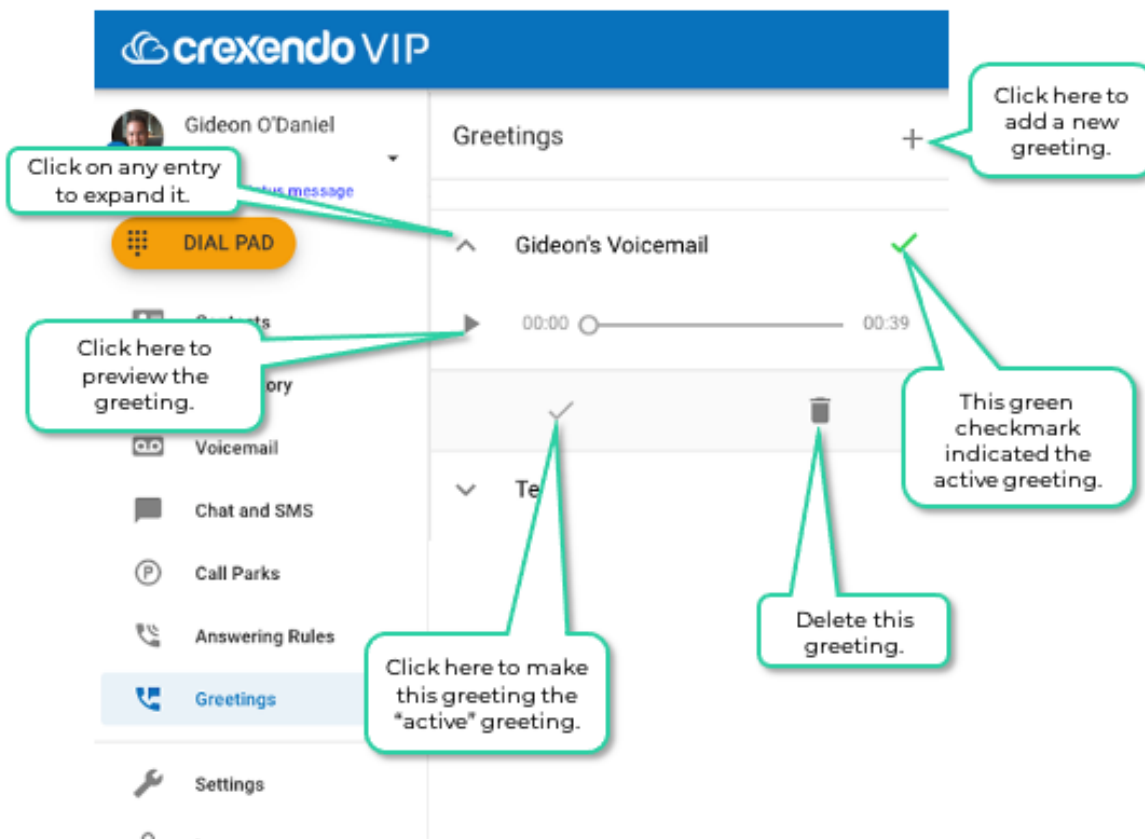 crexendo VIP
Click here to
add a new
greeting.
Gideon O'Daniel
Greetings
Click on any entry
to expand it.
message
DIAL PAD
Gideon's Voicemail
00:00
00:39
Click here to
preview the
greeting.
This green
checkmark
indicated the
active greeting.
Voicemail
Chat and SMS
Call Parks
Answering Rules
Delete this
greeting.
Click here to make
this greeting the
“active” greeting.
Greetings
Settings